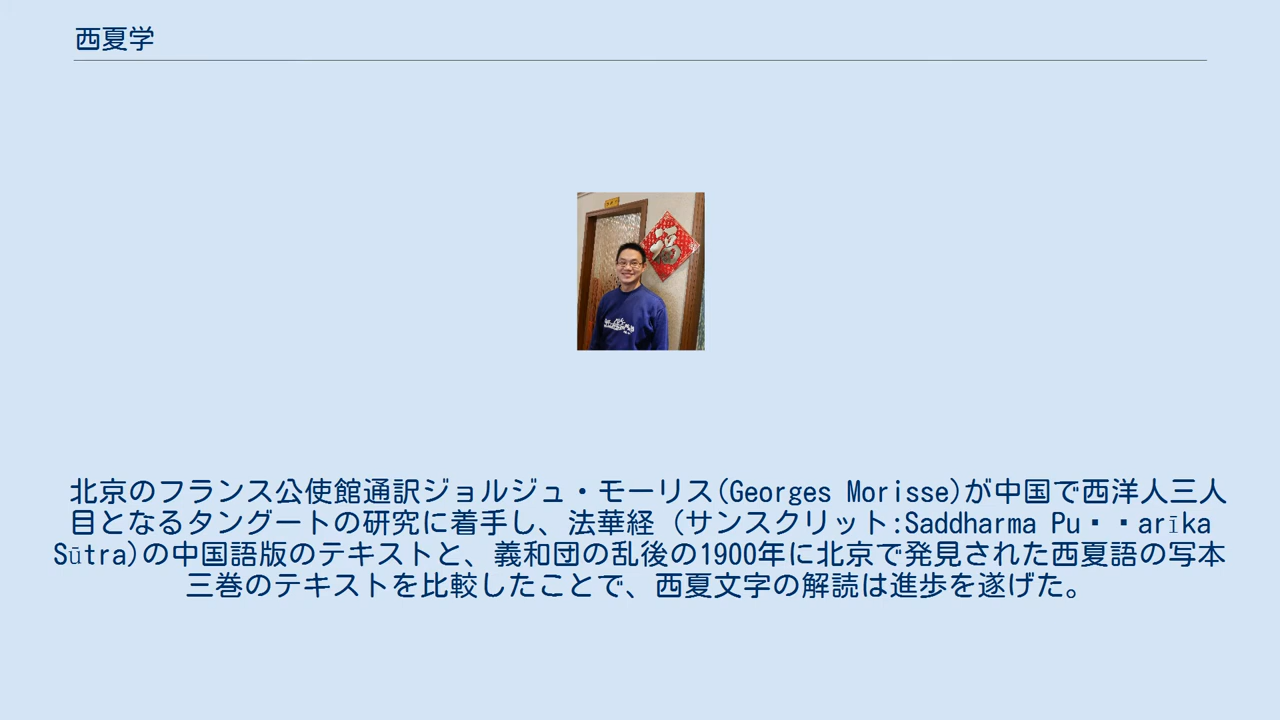 西夏学
北京のフランス公使館通訳ジョルジュ・モーリス(Georges Morisse)が中国で西洋人三人
目となるタングートの研究に着手し、法華経 (サンスクリット:Saddharma Pu··arīka
Sūtra)の中国語版のテキストと、義和団の乱後の1900年に北京で発見された西夏語の写本
三巻のテキストを比較したことで、西夏文字の解読は進歩を遂げた。